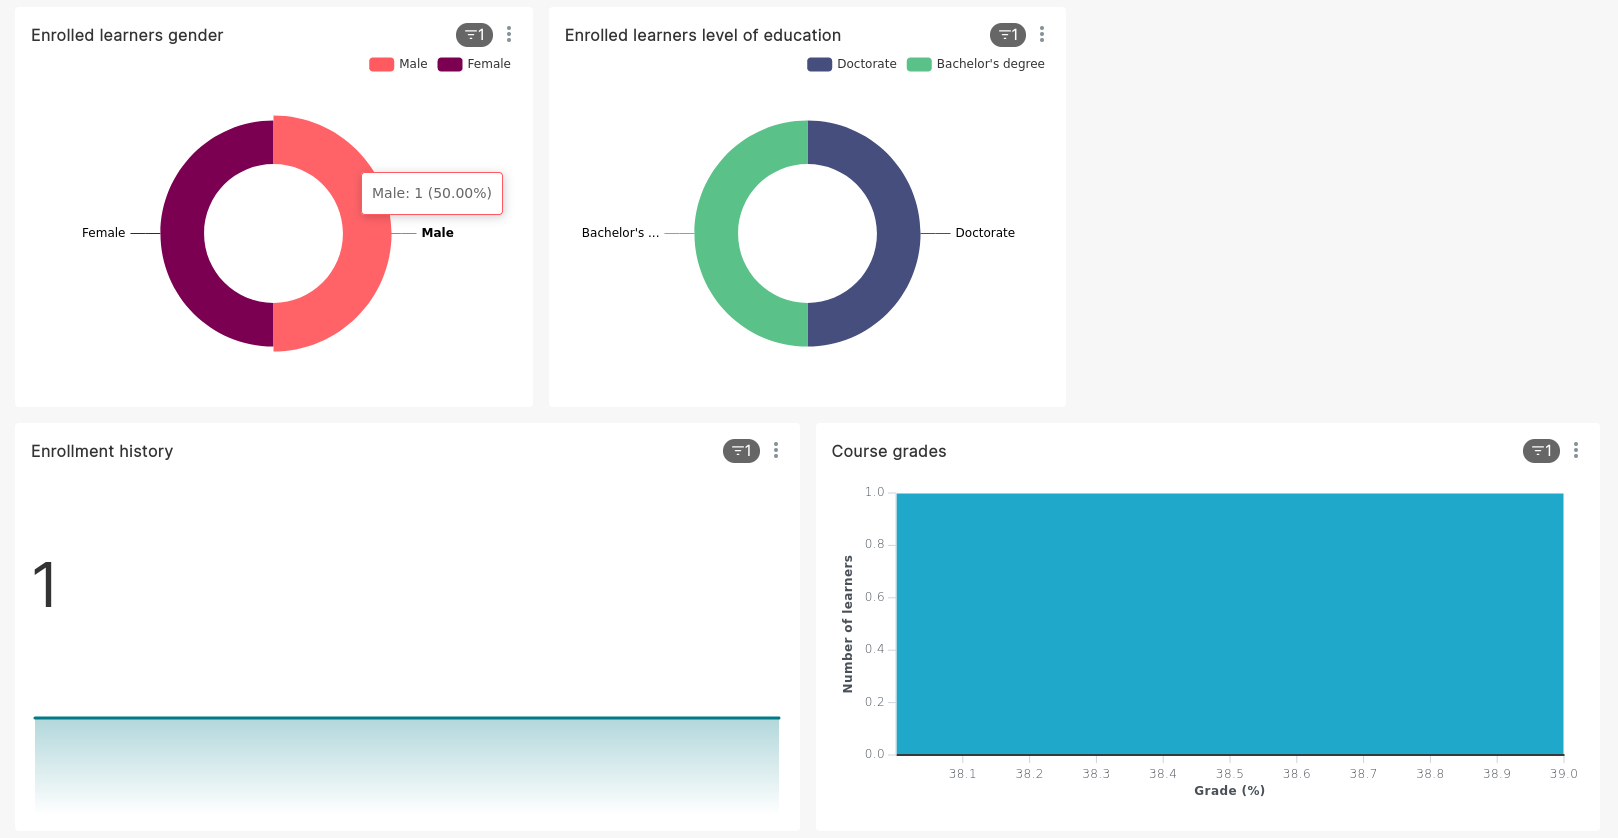 Enrolled learners gender
1
Male Female
Male: 1 (50.00%)
Female
Male
Enrolled learners level of education
1
Doctorate Bachelor's degree
Bachelor's ...
Doctorate
Enrollment history
1
1
Course grades
1
Number of learners
1.0
0.8
0.6
0.4
0.2
0.0
38.1 38.2 38.3 38.4 38.5 38.6 38.7 38.8 38.9 39.0
Grade (%)